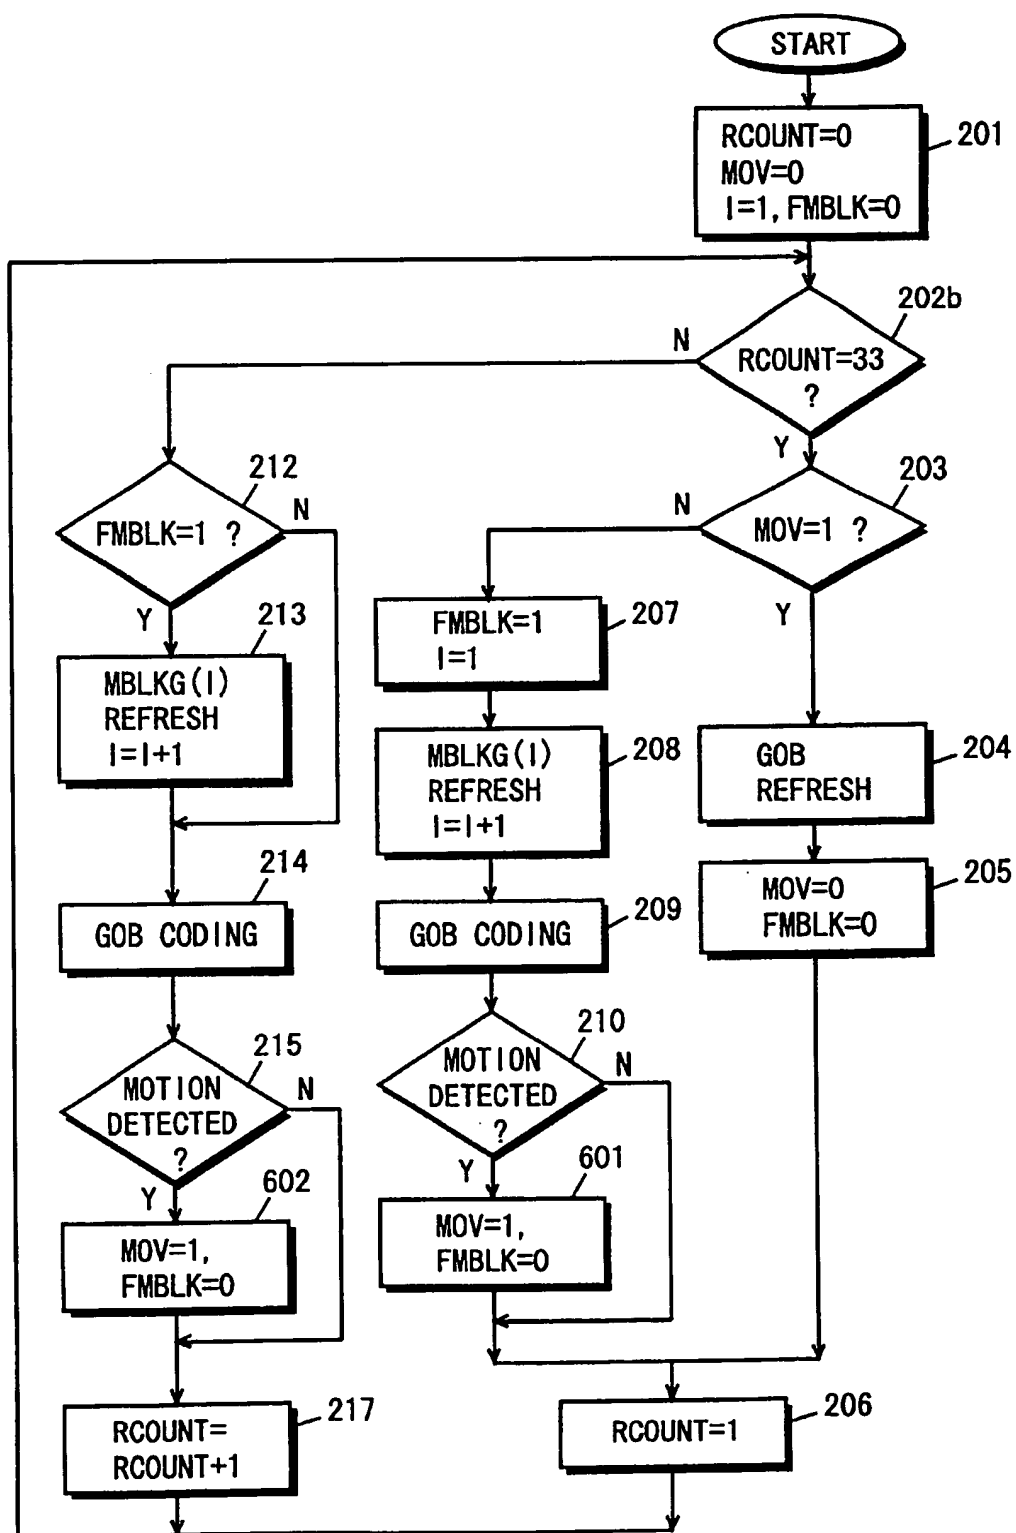 START
RCOUNT=0
MOV=0
I=1, FMBLK=0
201
RCOUNT=33
?
202b
N
Y
MOV=1 ?
203
N
Y
FMBLK=1 ?
212
N
Y
FMBLK=1
I=1
207
MBLKG(I)
REFRESH
I=I+1
213
MBLKG(I)
REFRESH
I=I+1
208
GOB
REFRESH
204
MOV=0
FMBLK=0
205
GOB CODING
214
GOB CODING
209
MOTION
DETECTED
?
215
N
Y
MOTION
DETECTED
?
210
N
Y
MOV=1,
FMBLK=0
602
MOV=1,
FMBLK=0
601
RCOUNT=
RCOUNT+1
217
RCOUNT=1
206